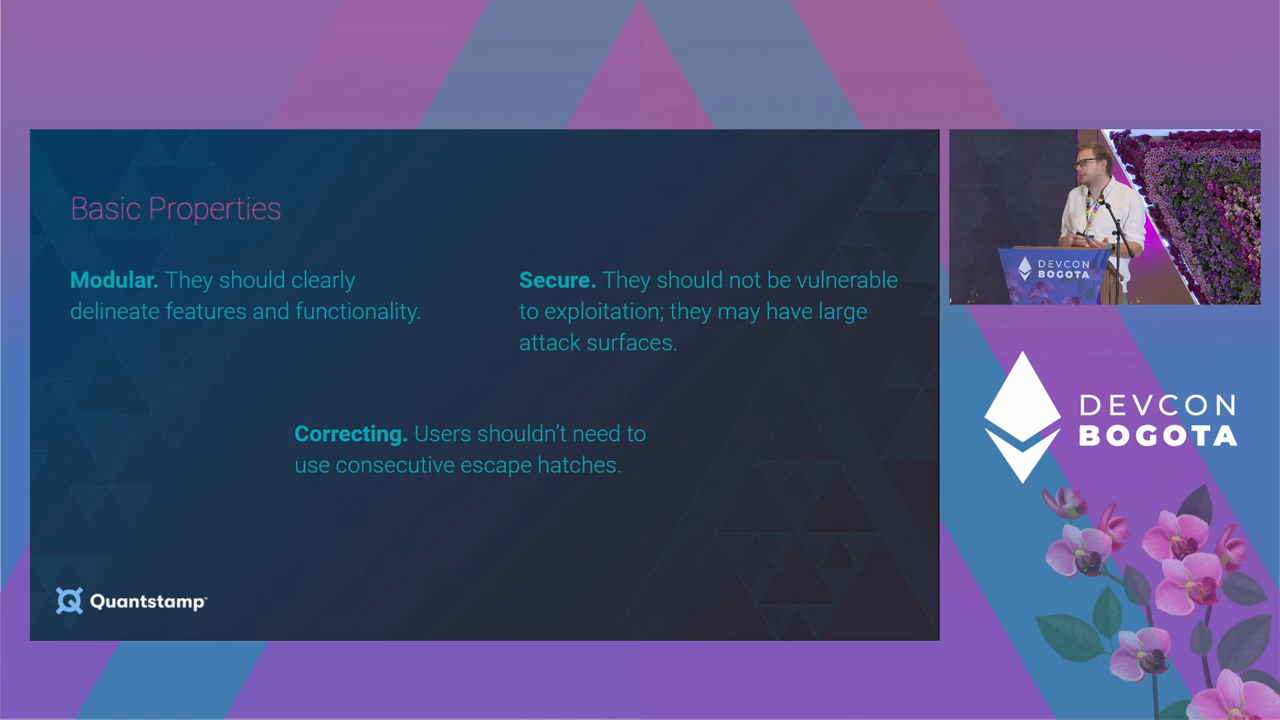 Basic Properties
Modular. They should clearly
delineate features and functionality.
Secure. They should not be vulnerable
to exploitation; they may have large
attack surfaces.
Correcting. Users shouldn’t need to
use consecutive escape hatches.
Quantstamp™
DEVCON
BOGOTA
DEVCON
BOGOTA